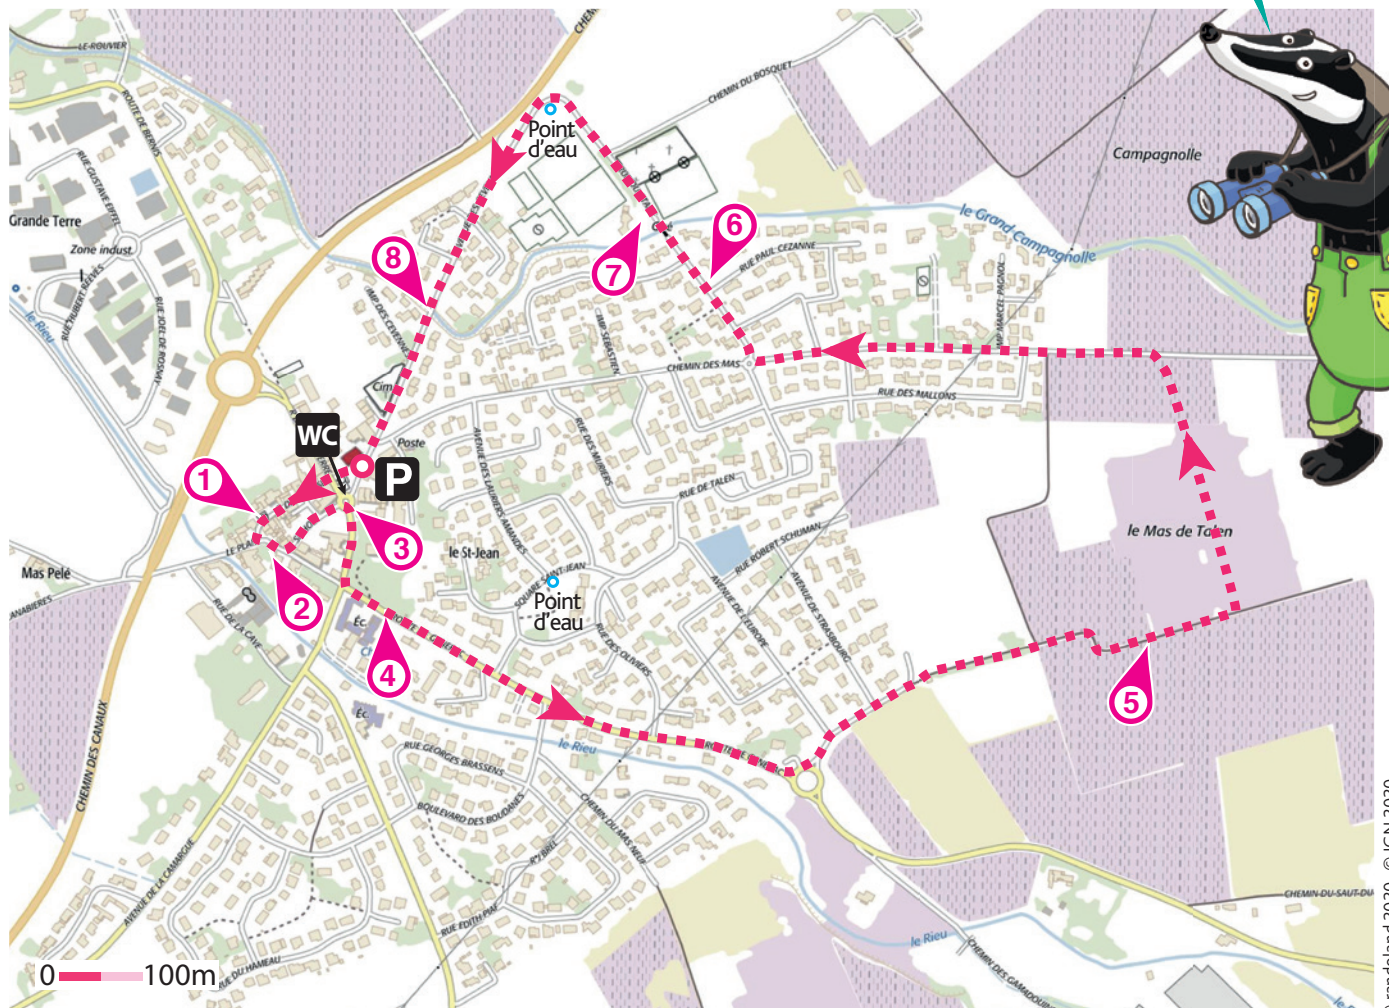 CHEMIN DU BOSQUET
LE-ROUVIER
ROUTE DE BERNIS
RUE GUSTAVE EIFFEL
Point
d'eau
Campagnolle
Grande Terre
Zone indust.
le Grand Campagnolle
6
7
8
RUE PAUL CEZANNE
RUE HUBERT REEVES
RUE JOEL DE ROSNAY
le Rieu
IMP DES CEVENNES
IMP SEBASTIEN
IMP MARCEL PAGNOL
CHEMIN DES MAS
RUE DES MALLONS
Cim
WC
Poste
P
1
AVENUE DES LAURIERS AMANDES
RUE DES MURIERS
RUE DE TALEN
le Mas de Talen
3
le St-Jean
RUE ROBERT SCHUMAN
Mas Pelé
2
SQUARE SAINT-JEAN
Point
d'eau
AVENUE DE L'EUROPE
AVENUE DE STRASBOURG
RUE DE LA CAVE
Éc.
4
RUE DES OLIVIERS
5
Éc.
le Rieu
CHEMIN DES CANAUX
RUE GEORGES BRASSENS
BOULEVARD DES BOUDANES
CHEMIN DU MAS NEUF
AVENUE DE LA CAMARGUE
RUE EDITH PIAF
CHEMIN-DU-SAUT-DU
le Rieu
RUE DU HAMEAU
0 100m